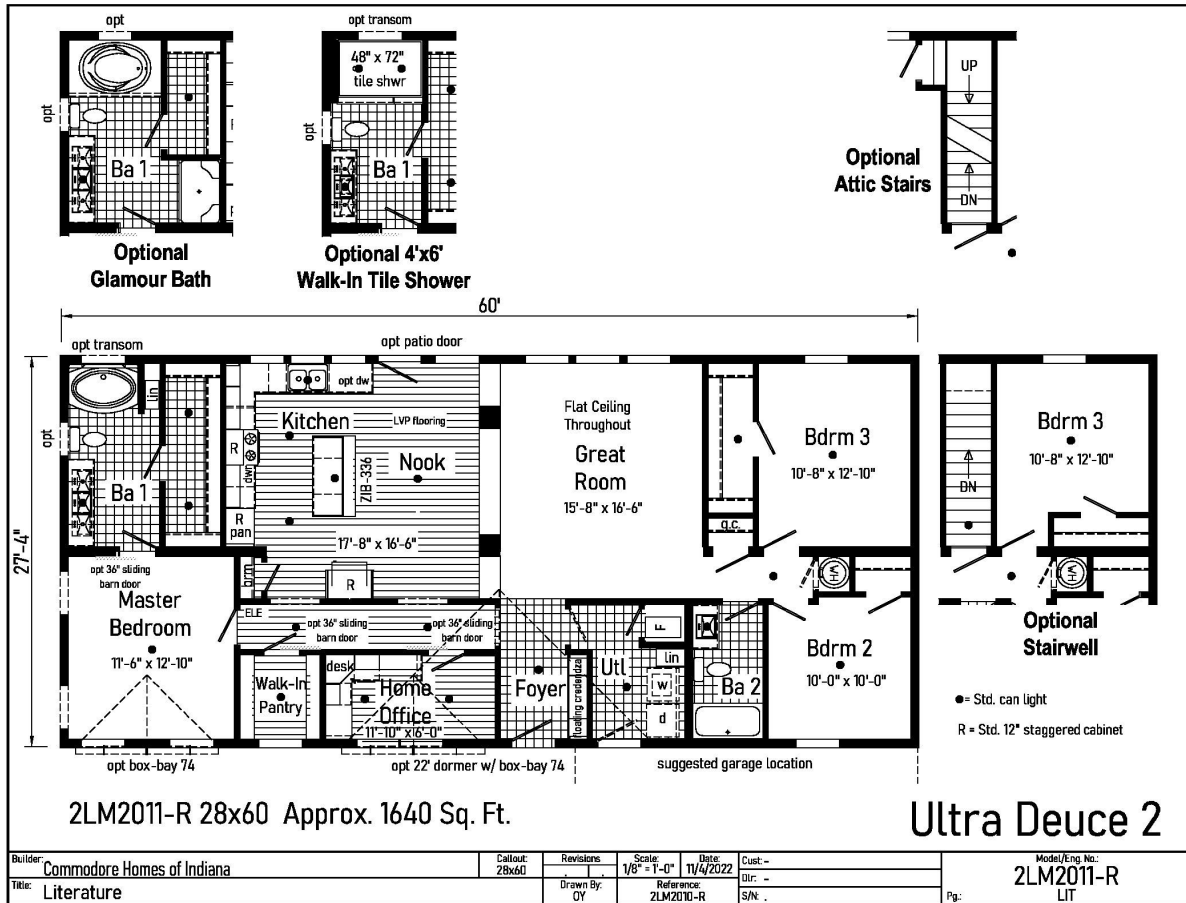 opt
opt
Ba 1
Optional
Glamour Bath
opt transom
48" x 72"
tile shwr
opt
Ba 1
Optional 4'x6'
Walk-In Tile Shower
UP
DN
Optional
Attic Stairs
60'
27'-4"
opt transom
opt
lin
Ba 1
opt 36" sliding
barn door
Master
Bedroom
11'-6" x 12'-10"
opt box-bay 74
opt patio door
opt dw
Kitchen
LVP flooring
Nook
ZIB-336
R
dwn
R
pan
17'-8" x 16'-6"
R
arm
ELE
opt 36" sliding
barn door
opt 36" sliding
barn door
Walk-In
Pantry
desk
Home
Office
11'-10" x 6'-0"
opt 22' dormer w/ box-bay 74
Foyer
floating credendza
Utl
F
lin
w
d
Flat Ceiling
Throughout
Great
Room
15'-8" x 16'-6"
g.c.
Bdrm 3
10'-8" x 12'-10"
WH
Ba 2
Bdrm 2
10'-0" x 10'-0"
suggested garage location
DN
Bdrm 3
10'-8" x 12'-10"
WH
Optional
Stairwell
● = Std. can light
R = Std. 12" staggered cabinet
2LM2011-R 28x60 Approx. 1640 Sq. Ft.
Ultra Deuce 2
Builder: Commodore Homes of Indiana
Title: Literature
Callout:
28x60
Revisions
Scale:
1/8" = 1'-0"
Date:
11/4/2022
Drawn By:
OY
Reference:
2LM2010-R
Cust: -
Dlr: -
S/N: .
Model/Eng. No.:
2LM2011-R
Pg.: LIT